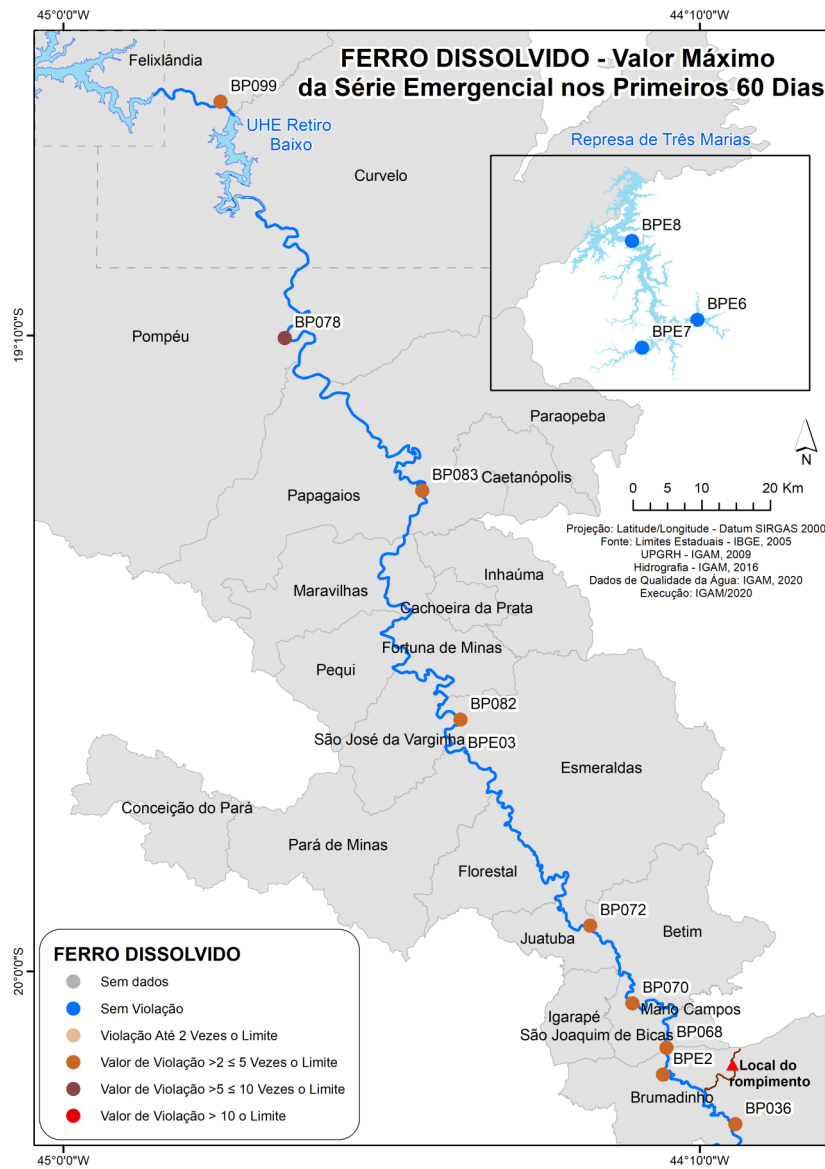 45°0'0"W
44°10'0"W
FERRO DISSOLVIDO - Valor Máximo
da Série Emergencial nos Primeiros 60 Dias
Felixlândia
BP099
UHE Retiro
Baixo
Represa de Três Marias
Curvelo
BPE8
BPE6
BPE7
BP078
Pompéu
19°10'0"S
Paraopeba
N
BP083
Caetanópolis
Papagaios
0 5 10 20 Km
Projeção: Latitude/Longitude - Datum SIRGAS 2000
Fonte: Limites Estaduais - IBGE, 2005
UPGRH - IGAM, 2009
Hidrografia - IGAM, 2016
Dados de Qualidade da Água: IGAM, 2020
Execução: IGAM/2020
Inhaúma
Maravilhas
Cachoeira da Prata
Fortuna de Minas
Pequi
BP082
São José da Varginha
BPE03
Esmeraldas
Conceição do Pará
Pará de Minas
Florestal
BP072
Juatuba
Betim
20°0'0"S
BP070
Mário Campos
Igarapé
São Joaquim de Bicas
BP068
BPE2
Local do
rompimento
Brumadinho
BP036
FERRO DISSOLVIDO
Sem dados
Sem Violação
Violação Até 2 Vezes o Limite
Valor de Violação >2 ≤ 5 Vezes o Limite
Valor de Violação >5 ≤ 10 Vezes o Limite
Valor de Violação > 10 o Limite
45°0'0"W
44°10'0"W